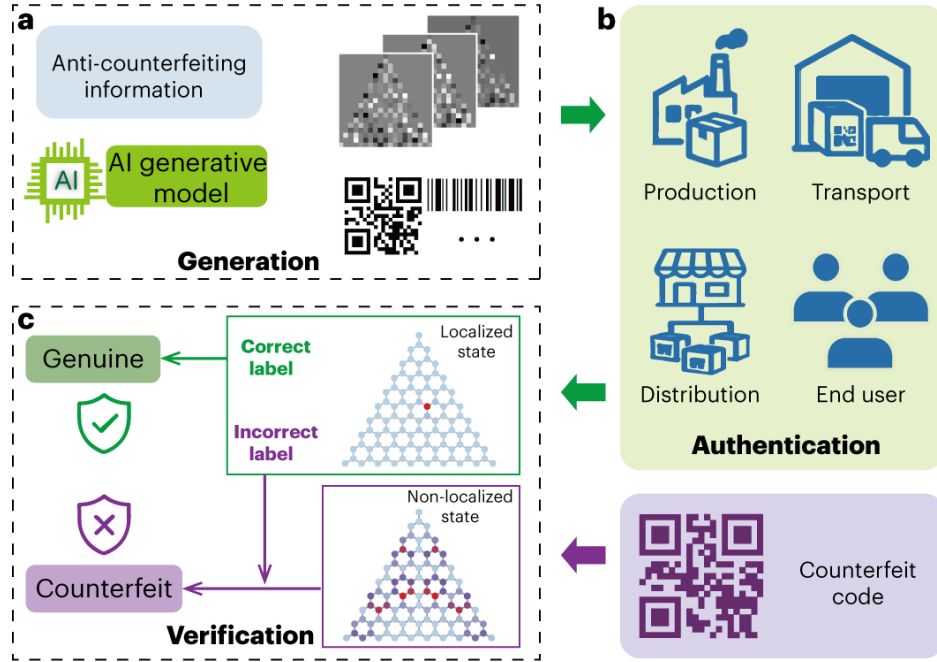 a
Anti-counterfeiting
information
AI
AI generative
model
. . .
Generation
b
Production
Transport
Distribution
End user
Authentication
c
Genuine
Correct
label
Localized
state
Incorrect
label
Non-localized
state
Counterfeit
Verification
Counterfeit
code